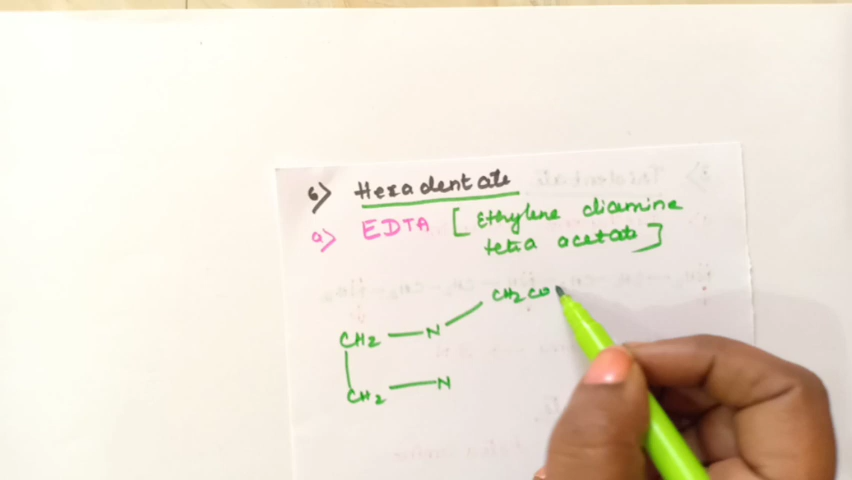 6) Hexadentate
a) EDTA [Ethylene diamine
tetra acetate]
CH2CO
CH2 — N
CH2 — N